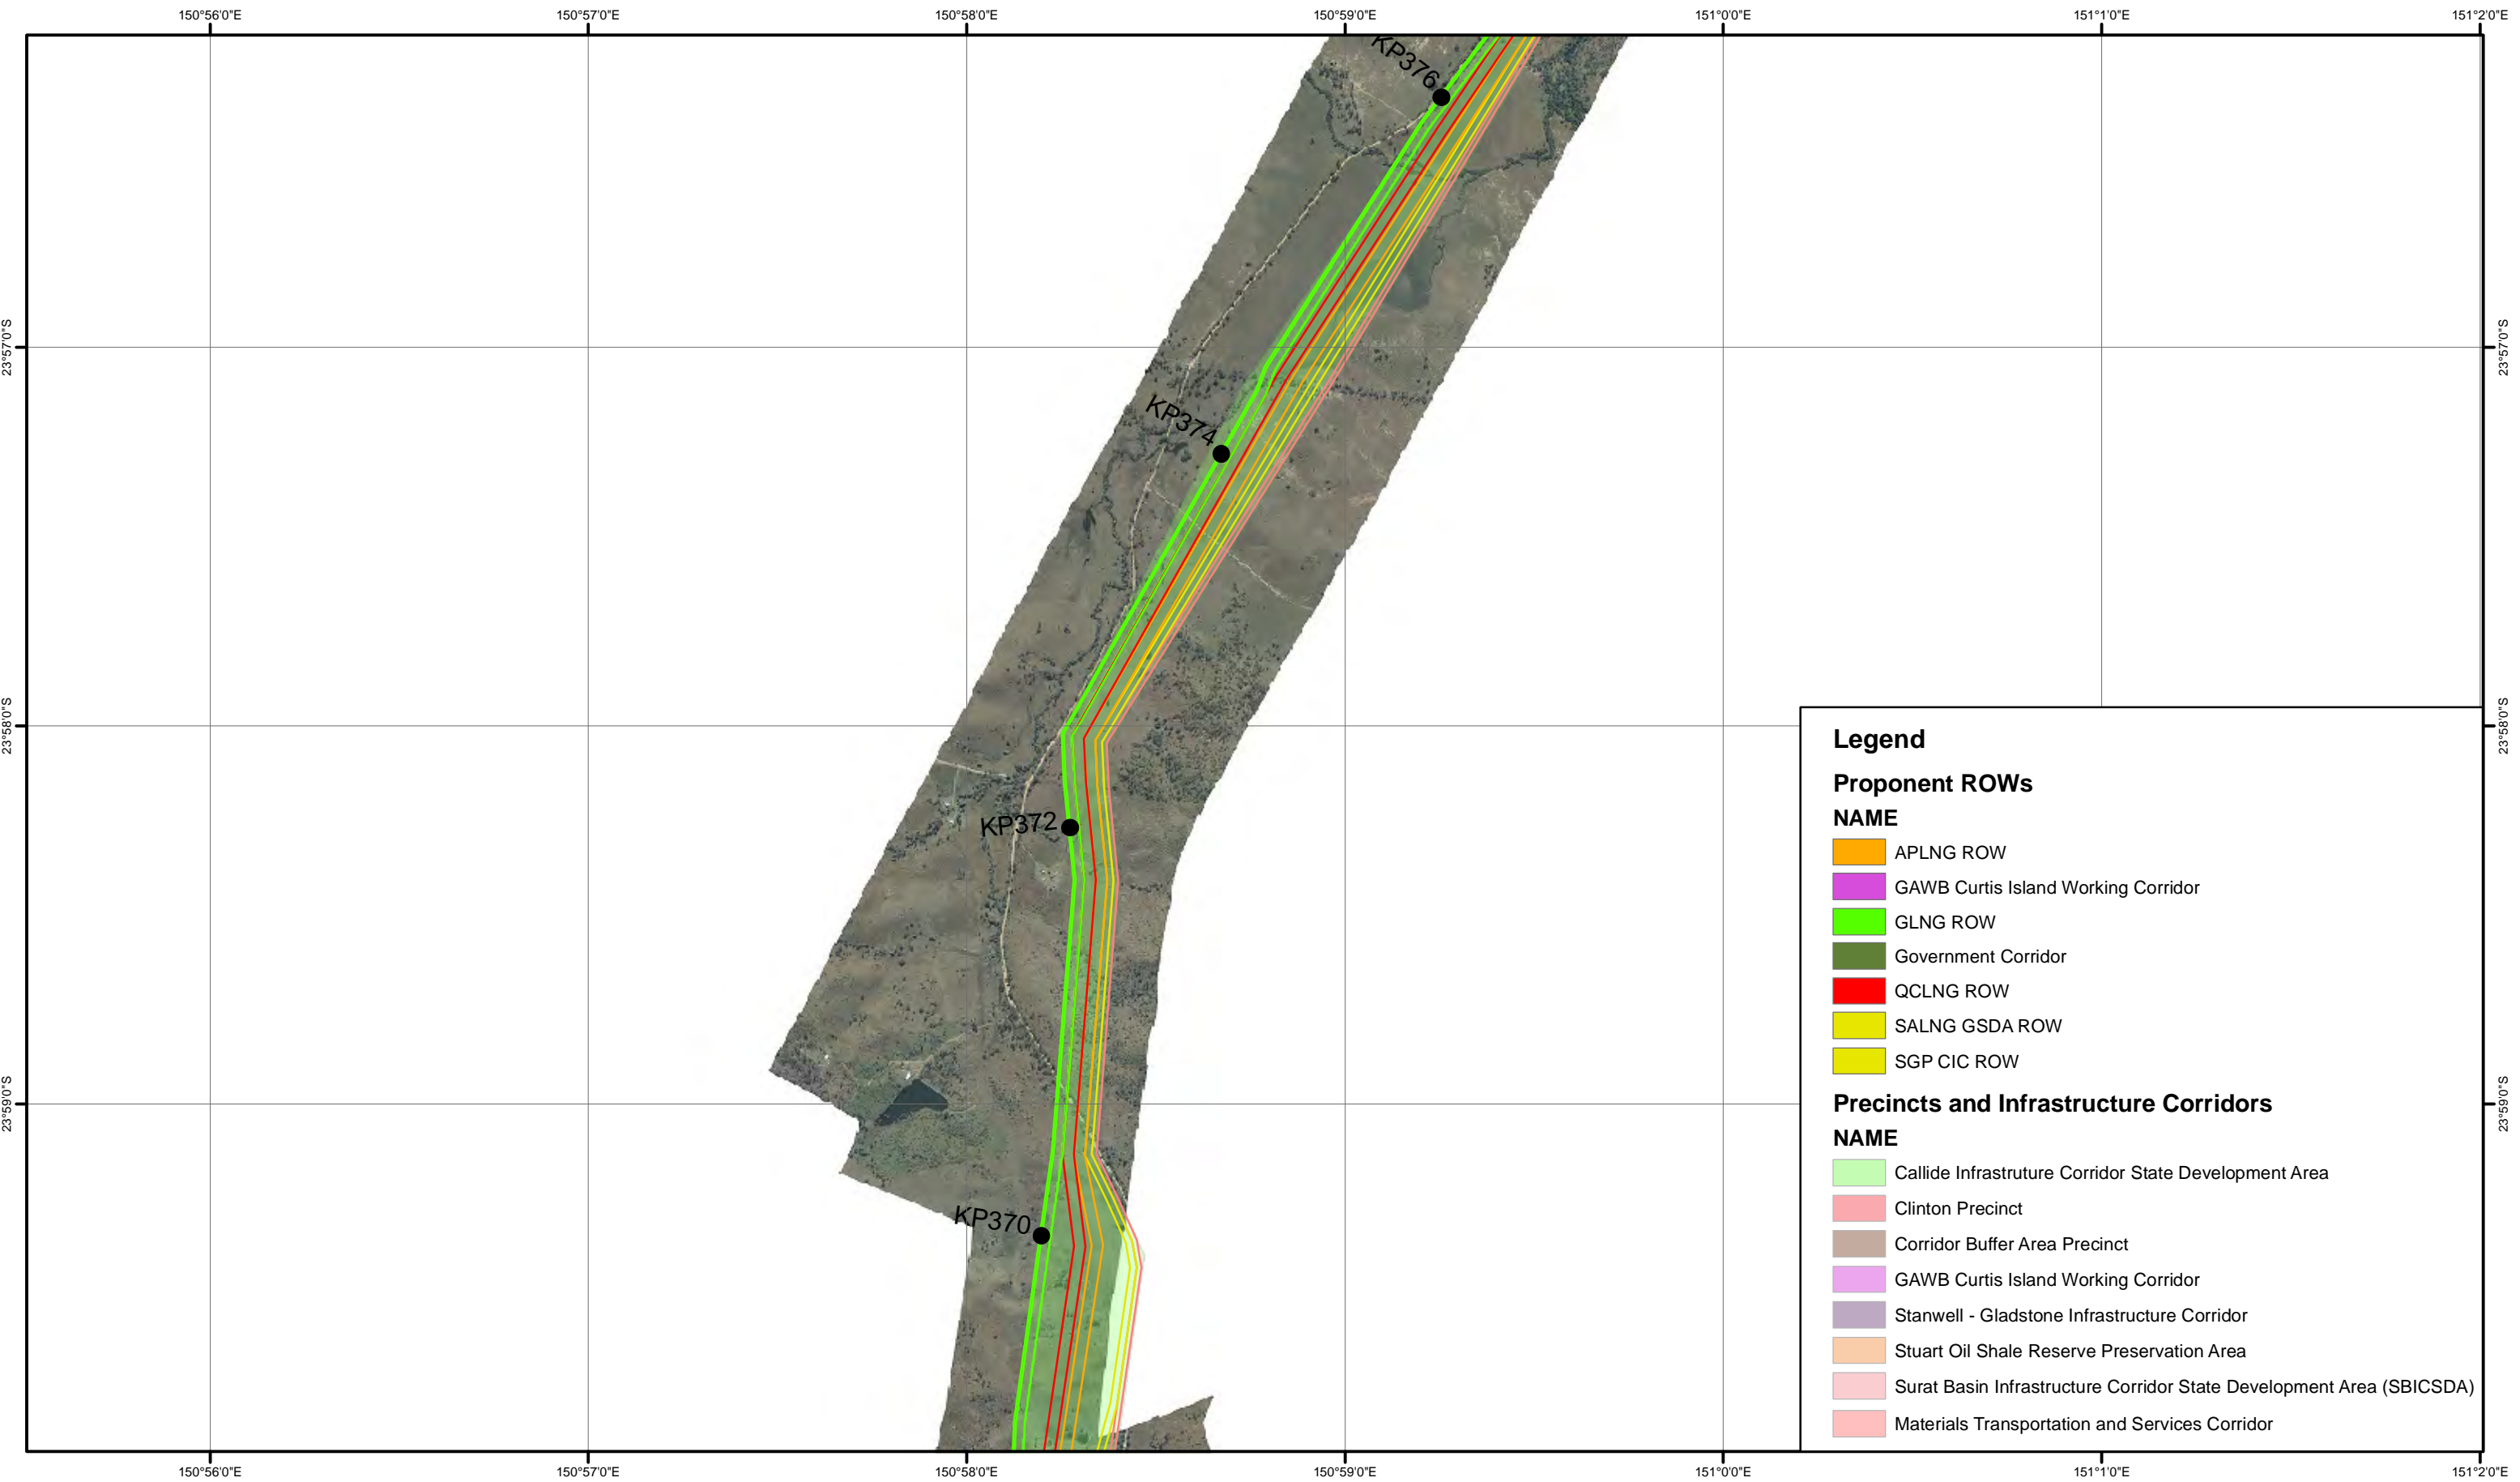 150°56'0"E
150°57'0"E
150°58'0"E
150°59'0"E
151°0'0"E
151°1'0"E
151°2'0"E
KP376
23°57'0"S
23°57'0"S
KP374
23°58'0"S
23°58'0"S
KP372
23°59'0"S
23°59'0"S
KP370
Legend
Proponent ROWs
NAME
APLNG ROW
GAWB Curtis Island Working Corridor
GLNG ROW
Government Corridor
QCLNG ROW
SALNG GSDA ROW
SGP CIC ROW
Precincts and Infrastructure Corridors
NAME
Callide Infrastruture Corridor State Development Area
Clinton Precinct
Corridor Buffer Area Precinct
GAWB Curtis Island Working Corridor
Stanwell - Gladstone Infrastructure Corridor
Stuart Oil Shale Reserve Preservation Area
Surat Basin Infrastructure Corridor State Development Area (SBICSDA)
Materials Transportation and Services Corridor
150°56'0"E
150°57'0"E
150°58'0"E
150°59'0"E
151°0'0"E
151°1'0"E
151°2'0"E